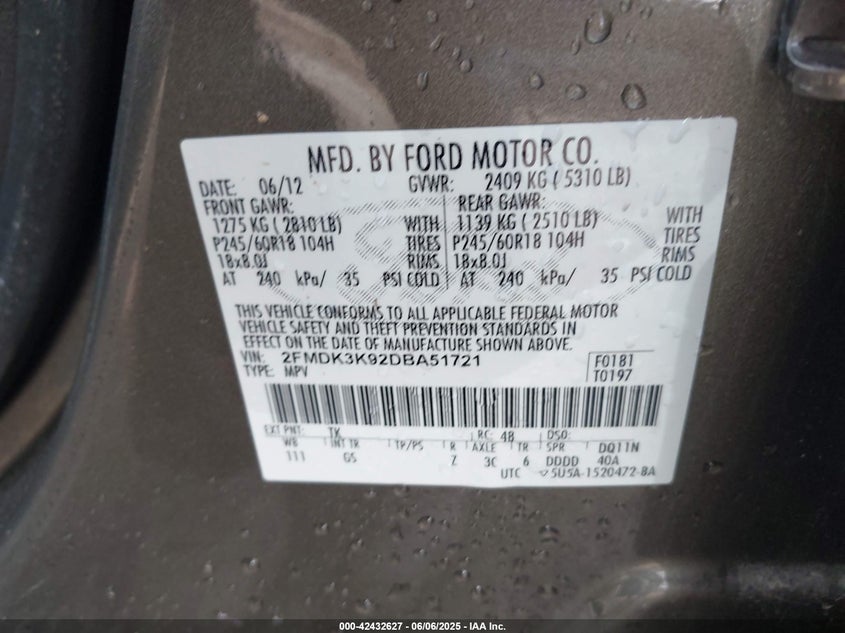 MFD. BY FORD MOTOR CO.
DATE: 06/12 GVWR: 2409 KG ( 5310 LB)
FRONT GAWR: REAR GAWR:
1275 KG ( 2810 LB) WITH 1139 KG ( 2510 LB) WITH
P245/60R18 104H TIRES P245/60R18 104H TIRES
18x8.0J RIMS 18x8.0J RIMS
AT 240 kPa/ 35 PSI COLD AT 240 kPa/ 35 PSI COLD
THIS VEHICLE CONFORMS TO ALL APPLICABLE FEDERAL MOTOR
VEHICLE SAFETY AND THEFT PREVENTION STANDARDS IN
EFFECT ON THE DATE OF MANUFACTURE SHOWN ABOVE.
VIN: 2FMDK3K92DBA51721 F0181
TYPE: MPV T0197
EXT PNT: TK RC: 48 DSO:
WB INT TR TP/PS R AXLE TR SPR DQ11N
111 GS Z 3C 6 DDDD 40A
UTC 5U5A-1520472-BA
000-42432627 - 06/06/2025 - IAA Inc.